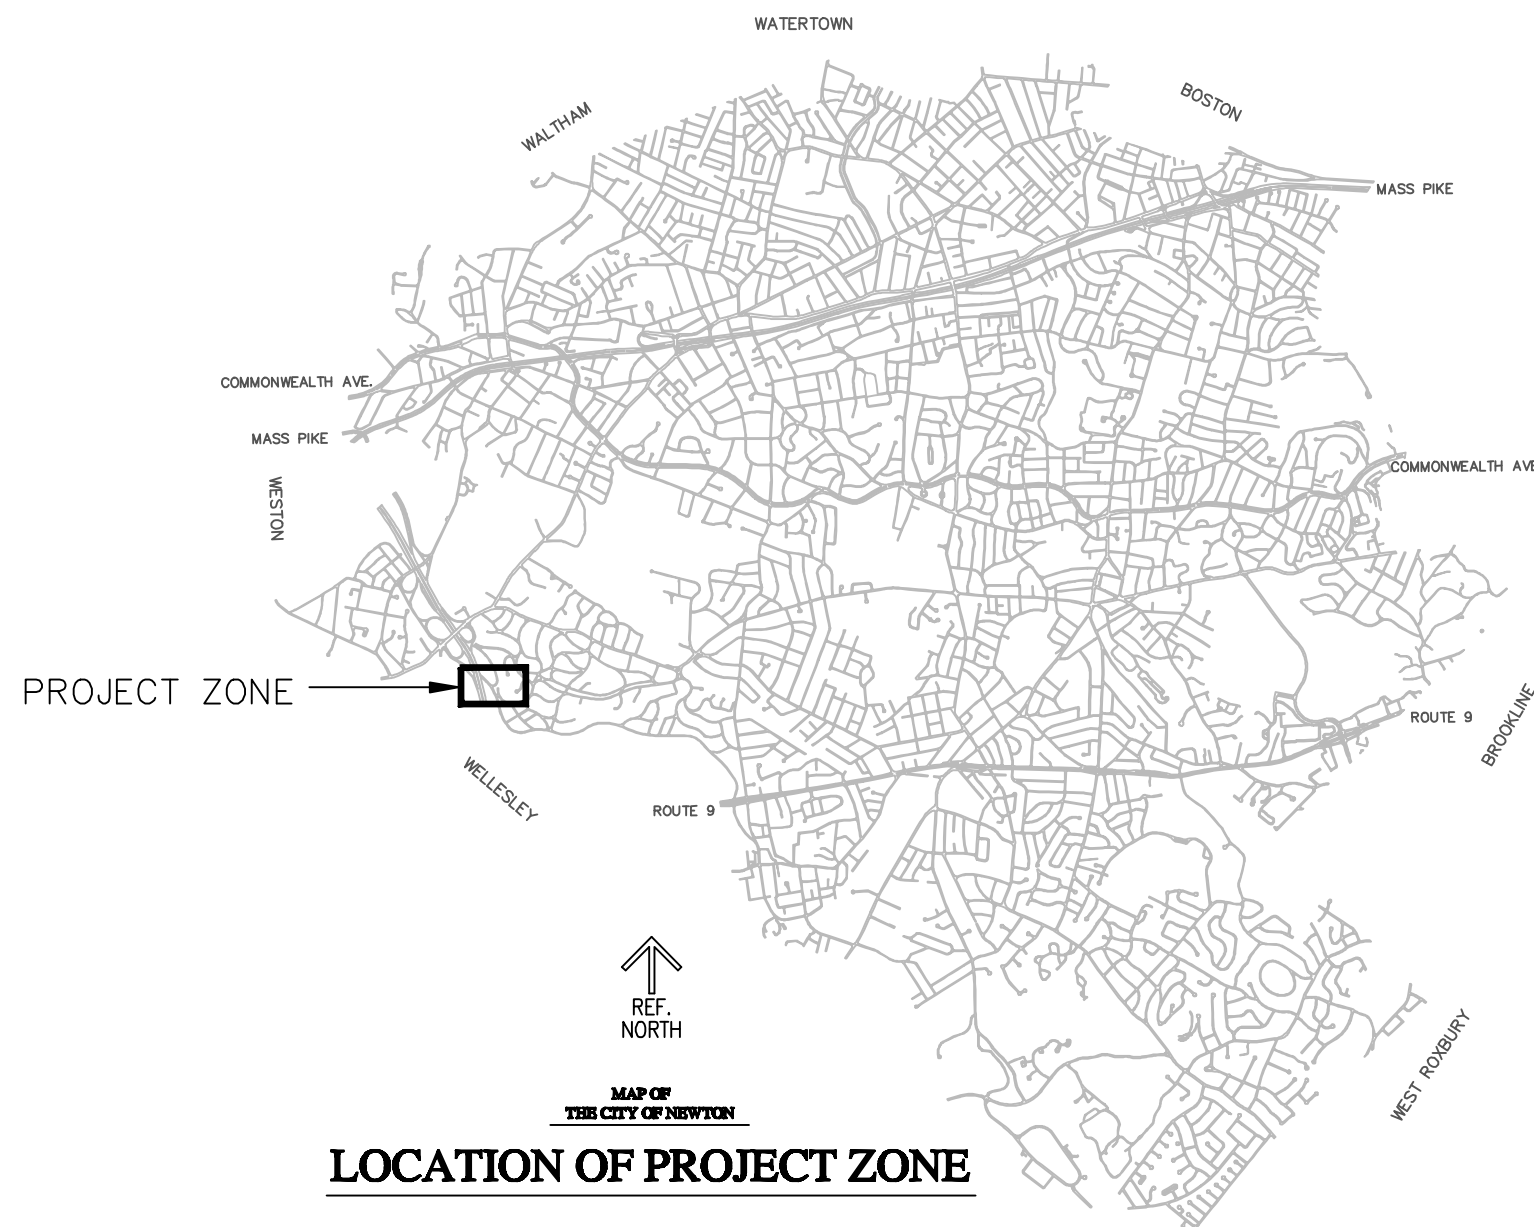 WATERTOWN
BOSTON
WALTHAM
MASS PIKE
COMMONWEALTH AVE.
MASS PIKE
COMMONWEALTH AVE
WESTON
PROJECT ZONE
ROUTE 9
BROOKLINE
WELLESLEY
ROUTE 9
REF.
NORTH
WEST ROXBURY
MAP OF
THE CITY OF NEWTON
LOCATION OF PROJECT ZONE